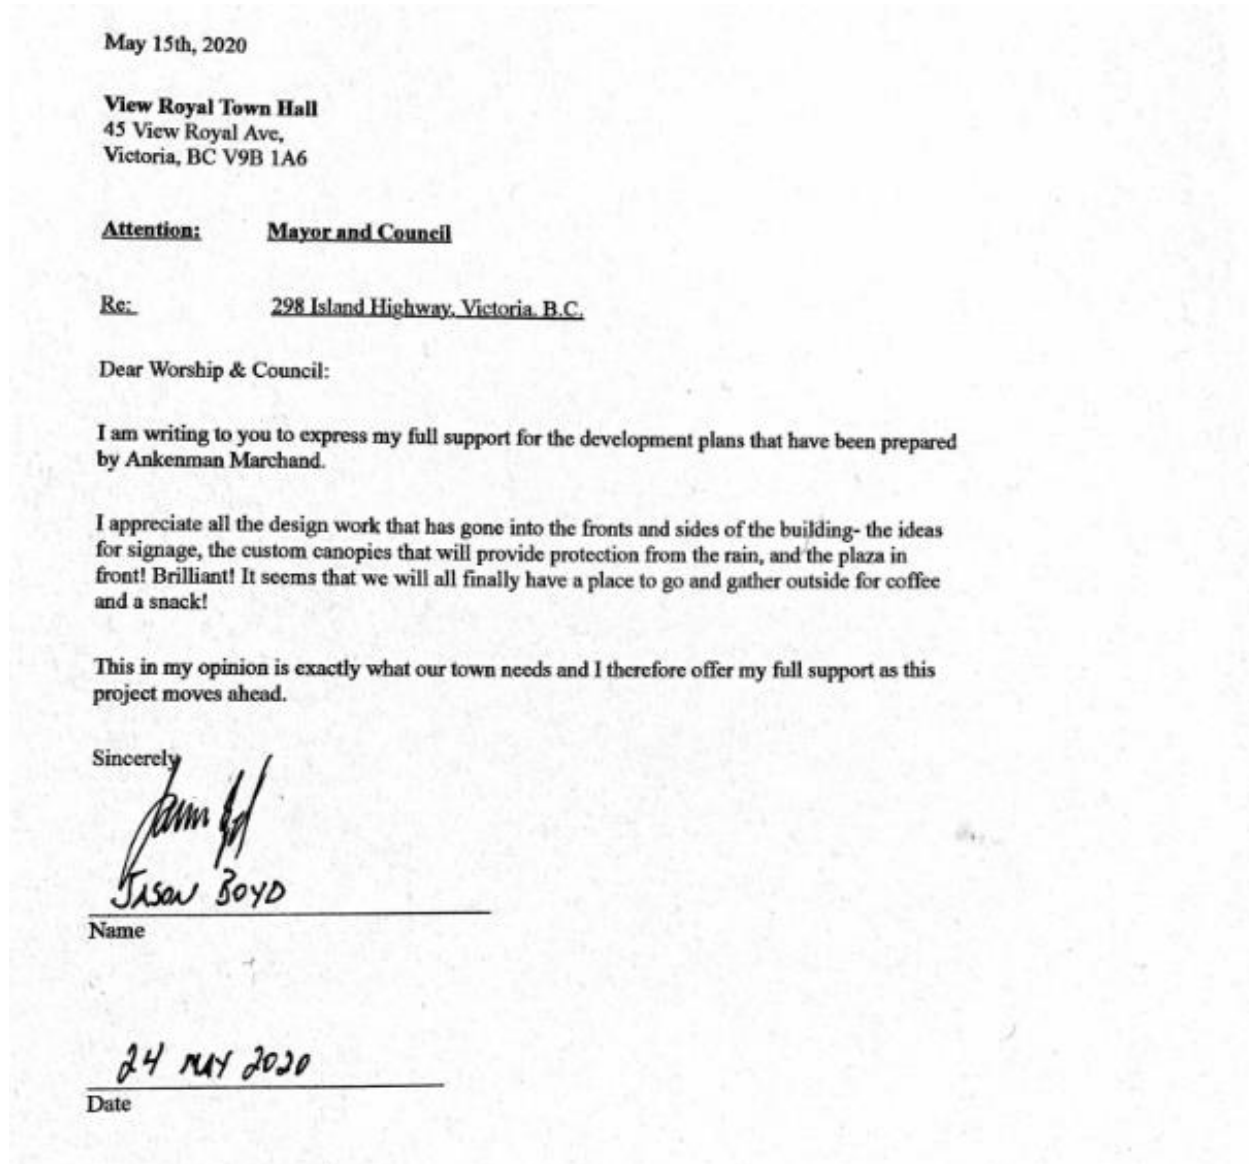 May 15th, 2020
View Royal Town Hall
45 View Royal Ave,
Victoria, BC V9B 1A6
Attention: Mayor and Council
Re: 298 Island Highway, Victoria, B.C.
Dear Worship & Council:
I am writing to you to express my full support for the development plans that have been prepared
by Ankenman Marchand.
I appreciate all the design work that has gone into the fronts and sides of the building- the ideas
for signage, the custom canopies that will provide protection from the rain, and the plaza in
front! Brilliant! It seems that we will all finally have a place to go and gather outside for coffee
and a snack!
This in my opinion is exactly what our town needs and I therefore offer my full support as this
project moves ahead.
Sincerely
JASON BOYD
Name
24 MAY 2020
Date